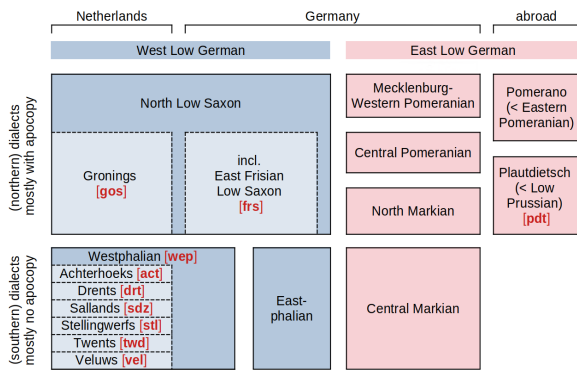 Netherlands
Germany
abroad
West Low German
East Low German
(northern) dialects
mostly with apocopy
North Low Saxon
Gronings
[gos]
incl.
East Frisian
Low Saxon
[frs]
Mecklenburg-
Western Pomeranian
Central Pomeranian
North Markian
Pomerano
(< Eastern
Pomeranian)
Plautdietsch
(< Low
Prussian)
[pdt]
(southern) dialects
mostly no apocopy
Westphalian [wep]
Achterhoeks [act]
Drents [drt]
Sallands [sdz]
Stellingwerfs [stl]
Twents [twd]
Veluws [vel]
East-
phalian
Central Markian